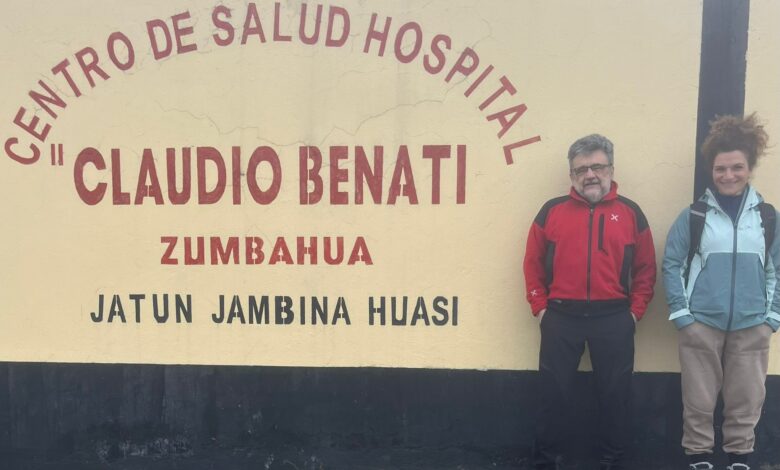 CENTRO DE SALUD HOSPITAL
"CLAUDIO BENATI
ZUMBAHUA
JATUN JAMBINA HUASI